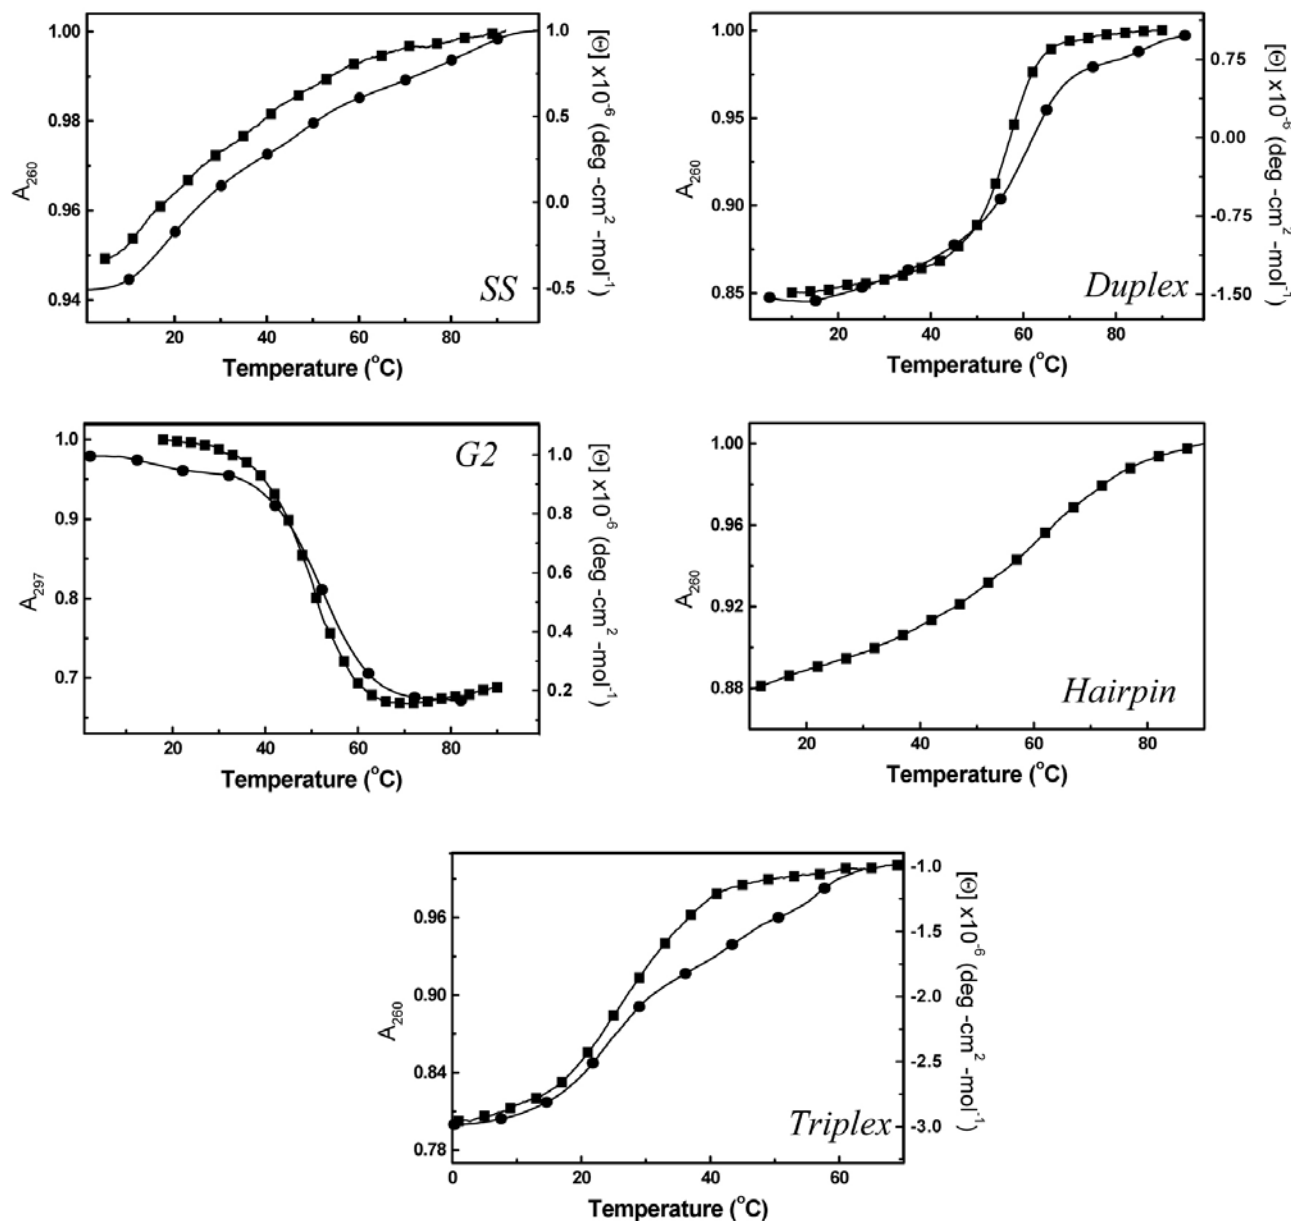 1.00
0.98
0.96
0.94
A260
1.0
0.5
0.0
-0.5
[Θ] x10-6 (deg -cm2 -mol-1)
SS
20 40 60 80
Temperature (oC)
1.00
0.95
0.90
0.85
A260
0.75
0.00
-0.75
-1.50
[Θ] x10-6 (deg -cm2 -mol-1)
Duplex
20 40 60 80
Temperature (oC)
1.0
0.9
0.8
0.7
A297
1.0
0.8
0.6
0.4
0.2
[Θ] x10-6 (deg -cm2 -mol-1)
G2
20 40 60 80
Temperature (oC)
1.00
0.96
0.92
0.88
A260
Hairpin
20 40 60 80
Temperature (oC)
0.96
0.90
0.84
0.78
A260
-1.0
-1.5
-2.0
-2.5
-3.0
[Θ] x10-6 (deg -cm2 -mol-1)
Triplex
0 20 40 60
Temperature (oC)